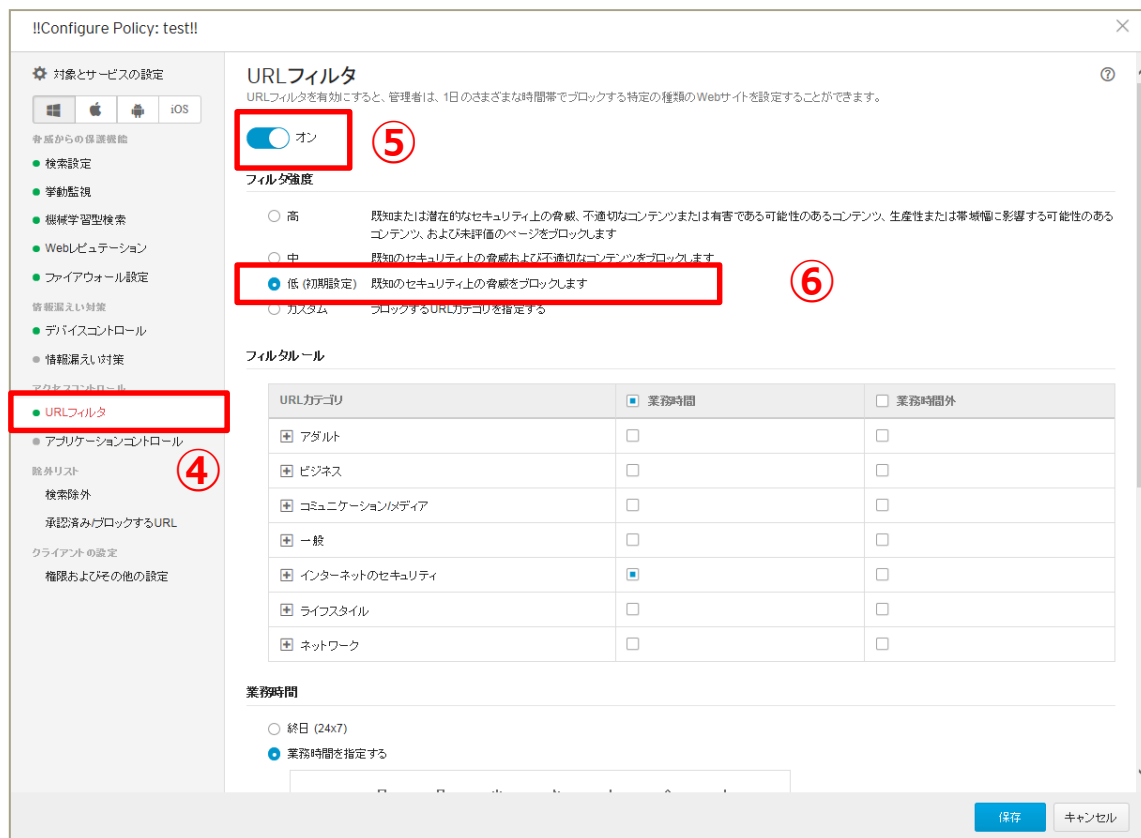 !!Configure Policy: test!!
対象とサービスの設定
iOS
脅威からの保護機能
検索設定
挙動監視
機械学習型検索
Webレピュテーション
ファイアウォール設定
情報漏えい対策
デバイスコントロール
情報漏えい対策
アクセスコントロール
URLフィルタ
アプリケーションコントロール
④
除外リスト
検索除外
承認済み/ブロックするURL
クライアントの設定
権限およびその他の設定
URLフィルタ
URLフィルタを有効にすると、管理者は、1日のさまざまな時間帯でブロックする特定の種類のWebサイトを設定することができます。
オン
⑤
フィルタ強度
高 既知または潜在的なセキュリティ上の脅威、不適切なコンテンツまたは有害である可能性のあるコンテンツ、生産性または帯域幅に影響する可能性のある
コンテンツ、および未評価のページをブロックします
中 既知のセキュリティ上の脅威および不適切なコンテンツをブロックします
低 (初期設定) 既知のセキュリティ上の脅威をブロックします
⑥
カスタム ブロックするURLカテゴリを指定する
フィルタルール
URLカテゴリ 業務時間 業務時間外
アダルト
ビジネス
コミュニケーション/メディア
一般
インターネットのセキュリティ
ライフスタイル
ネットワーク
業務時間
終日 (24x7)
業務時間を指定する
保存 キャンセル